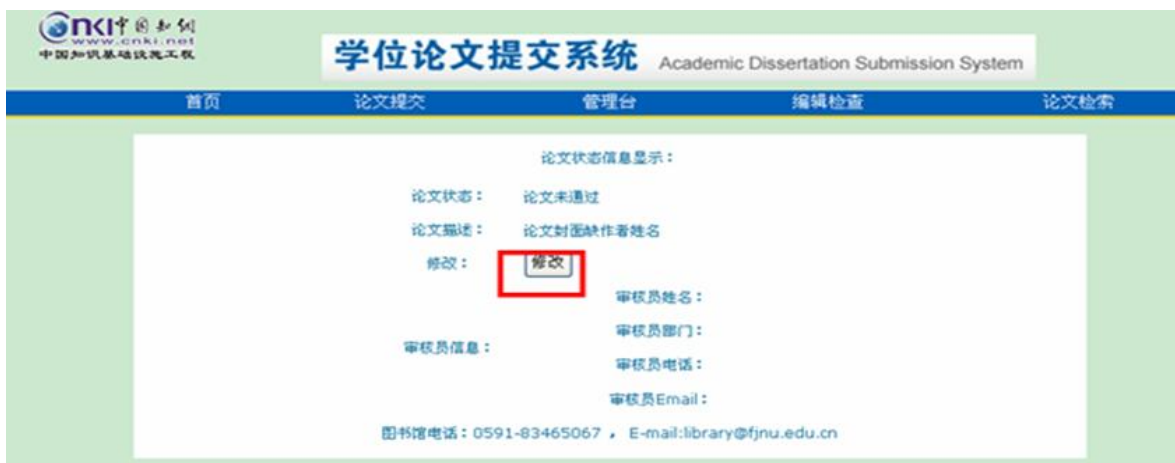 cnki中国知网
www.cnki.net
中国知识基础设施工程
学位论文提交系统 Academic Dissertation Submission System
首页 论文提交 管理台 编辑检查 论文检索
论文状态信息显示：
论文状态： 论文未通过
论文描述： 论文封面缺作者姓名
修改： 修改
审核员姓名：
审核员部门：
审核员信息：
审核员电话：
审核员Email：
图书馆电话：0591-83465067 ，E-mail:library@fjnu.edu.cn